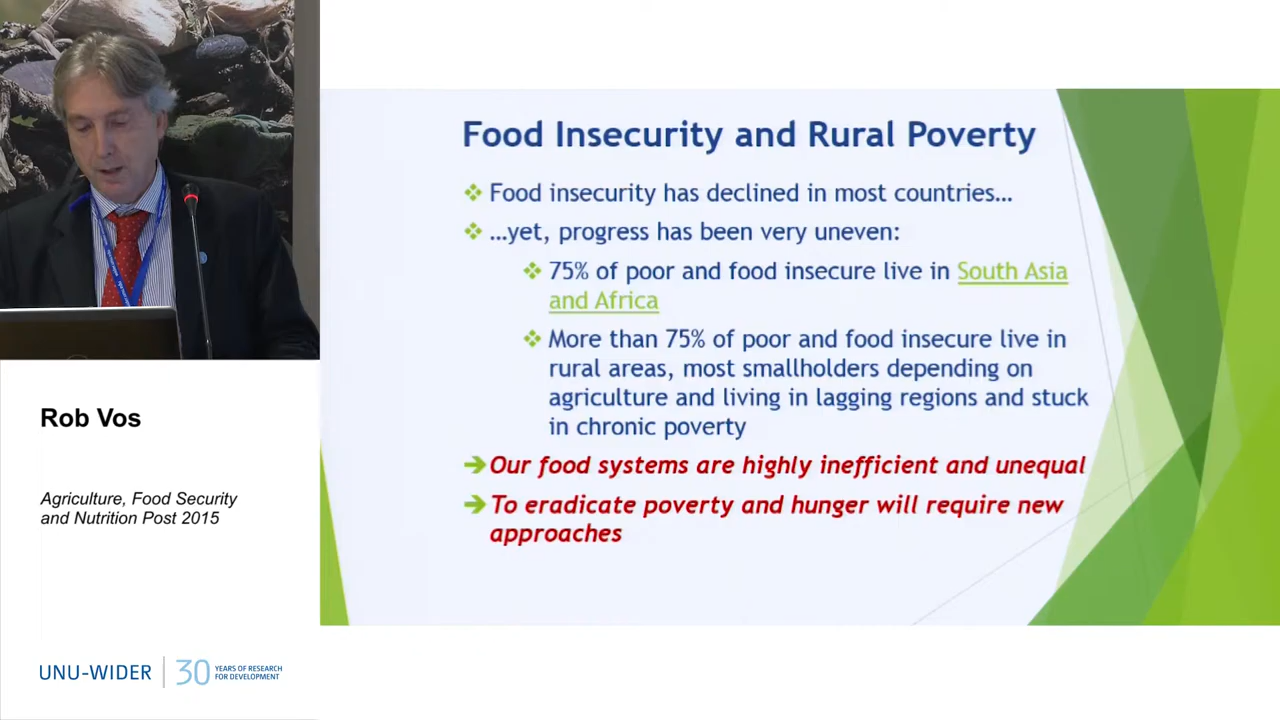 Food Insecurity and Rural Poverty
Food insecurity has declined in most countries…
…yet, progress has been very uneven:
75% of poor and food insecure live in South Asia
and Africa
More than 75% of poor and food insecure live in
rural areas, most smallholders depending on
agriculture and living in lagging regions and stuck
in chronic poverty
Our food systems are highly inefficient and unequal
To eradicate poverty and hunger will require new
approaches
Rob Vos
Agriculture, Food Security
and Nutrition Post 2015
UNU-WIDER
30 YEARS OF RESEARCH
FOR DEVELOPMENT